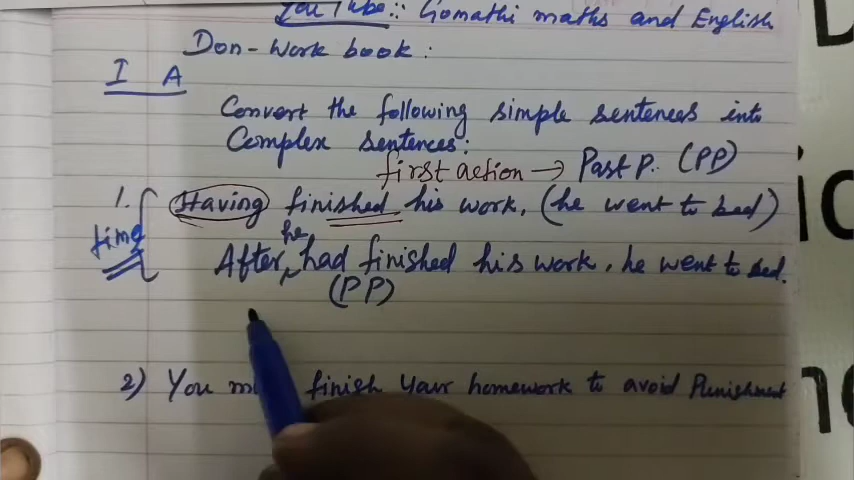 YouTube :: Gomathi maths and English
Don-Work book :
I A
Convert the following simple sentences into
Complex sentences:
first action → Past P. (PP)
1. Having finished his work, (he went to bed)
time
he
After, had finished his work, he went to bed.
(PP)
2) You finish your homework to avoid Punishment